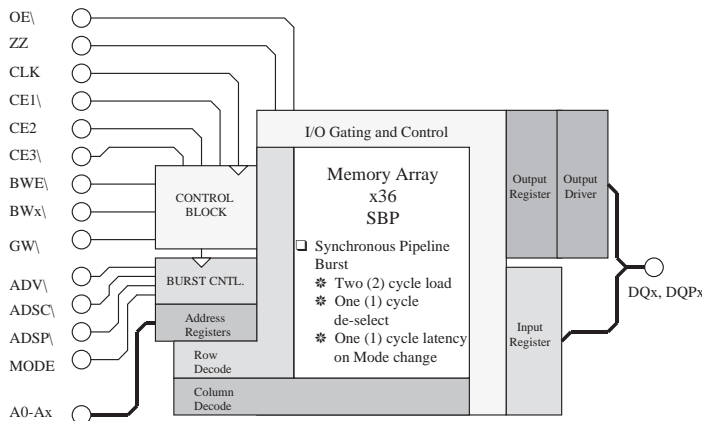 OE\
ZZ
CLK
CE1\
CE2
CE3\
BWE\
BWx\
GW\
ADV\
ADSC\
ADSP\
MODE
A0-Ax
CONTROL
BLOCK
BURST CNTL.
Address
Registers
Row
Decode
Column
Decode
I/O Gating and Control
Memory Array
x36
SBP
❑ Synchronous Pipeline
Burst
✵ Two (2) cycle load
✵ One (1) cycle
de-select
✵ One (1) cycle latency
on Mode change
Output
Register
Output
Driver
Input
Register
DQx, DQPx